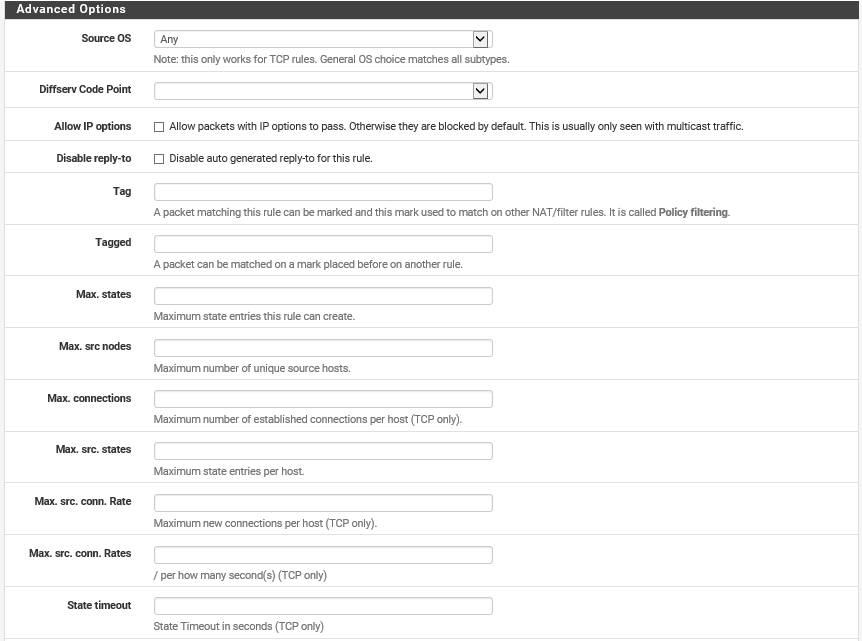 Advanced Options
Source OS
Any
Note: this only works for TCP rules. General OS choice matches all subtypes.
Diffserv Code Point
Allow IP options
Allow packets with IP options to pass. Otherwise they are blocked by default. This is usually only seen with multicast traffic.
Disable reply-to
Disable auto generated reply-to for this rule.
Tag
A packet matching this rule can be marked and this mark used to match on other NAT/filter rules. It is called Policy filtering.
Tagged
A packet can be matched on a mark placed before on another rule.
Max. states
Maximum state entries this rule can create.
Max. src nodes
Maximum number of unique source hosts.
Max. connections
Maximum number of established connections per host (TCP only).
Max. src. states
Maximum state entries per host.
Max. src. conn. Rate
Maximum new connections per host (TCP only).
Max. src. conn. Rates
/ per how many second(s) (TCP only)
State timeout
State Timeout in seconds (TCP only)